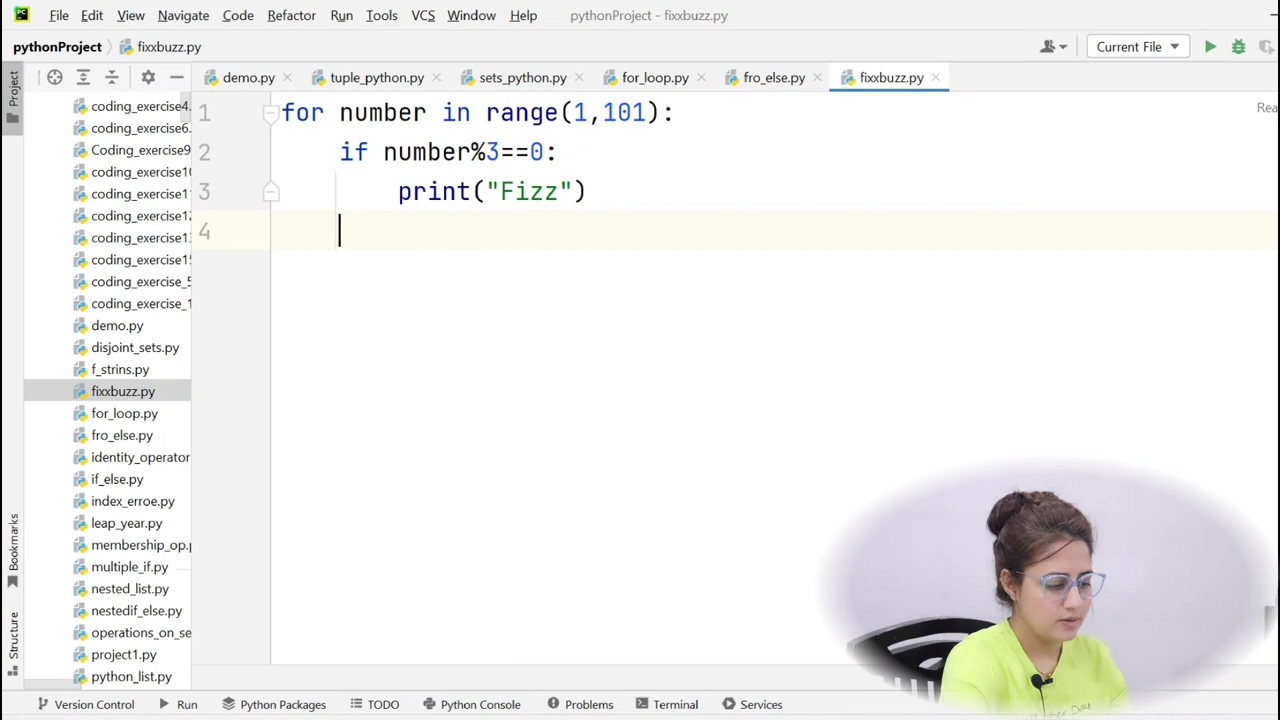 PC File Edit View Navigate Code Refactor Run Tools VCS Window Help pythonProject - fixxbuzz.py
pythonProject fixxbuzz.py Current File
Project
demo.py tuple_python.py sets_python.py for_loop.py fro_else.py fixxbuzz.py
coding_exercise4.
coding_exercise6.
Coding_exercise9
coding_exercise10
coding_exercise11
coding_exercise12
coding_exercise13
coding_exercise15
coding_exercise_5
coding_exercise_1
demo.py
disjoint_sets.py
f_strins.py
fixxbuzz.py
for_loop.py
fro_else.py
identity_operator
if_else.py
index_erroe.py
leap_year.py
membership_op.p
multiple_if.py
nested_list.py
nestedif_else.py
operations_on_se
project1.py
python_list.py
1 for number in range(1,101):
2 if number%3==0:
3 print("Fizz")
4
Rea
Bookmarks
Structure
Version Control Run Python Packages TODO Python Console Problems Terminal Services